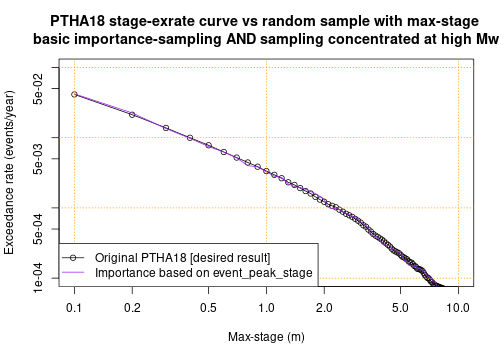 PTHA18 stage-exrate curve vs random sample with max-stage
basic importance-sampling AND sampling concentrated at high Mw
Exceedance rate (events/year)
5e-02
5e-03
5e-04
1e-04
Original PTHA18 [desired result]
Importance based on event_peak_stage
0.1 0.2 0.5 1.0 2.0 5.0 10.0
Max-stage (m)